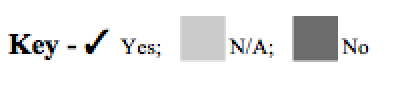 Key - ✓ Yes; N/A; No